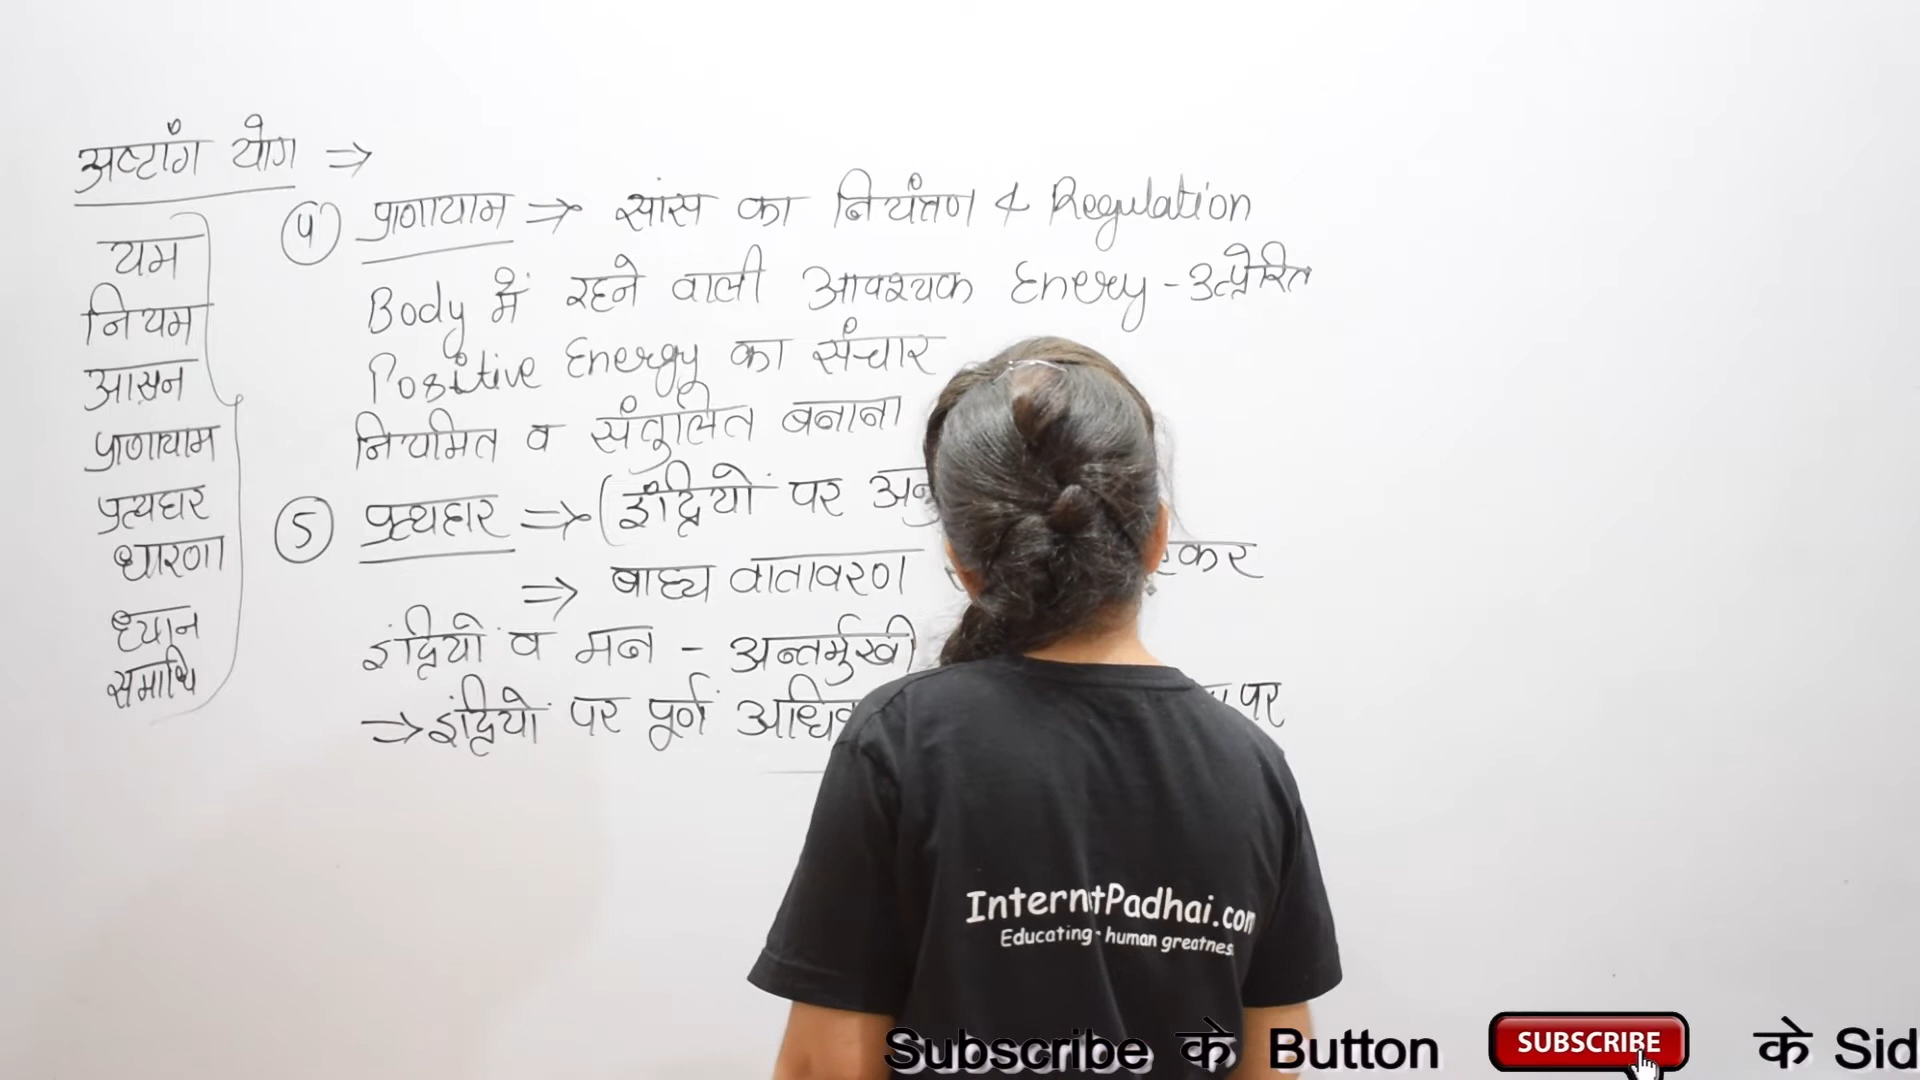 अष्टांग योग ⇒
यम
नियम
आसन
प्राणायाम
प्रत्यहार
धारणा
ध्यान
समाधि
④ प्राणायाम ⇒ सांस का नियंत्रण & Regulation
Body में रहने वाली आवश्यक Energy - उत्प्रेरित
Positive Energy का संचार
नियमित व संतुलित बनाना
⑤ प्रत्यहार ⇒ (इंद्रियों पर
⇒ बाह्य वातावरण
इंद्रियों व मन - अन्तर्मुखी
⇒ इंद्रियों पर पूर्ण पर
InternetPadhai.com
Educating human greatness
Subscribe के Button SUBSCRIBE के Sid